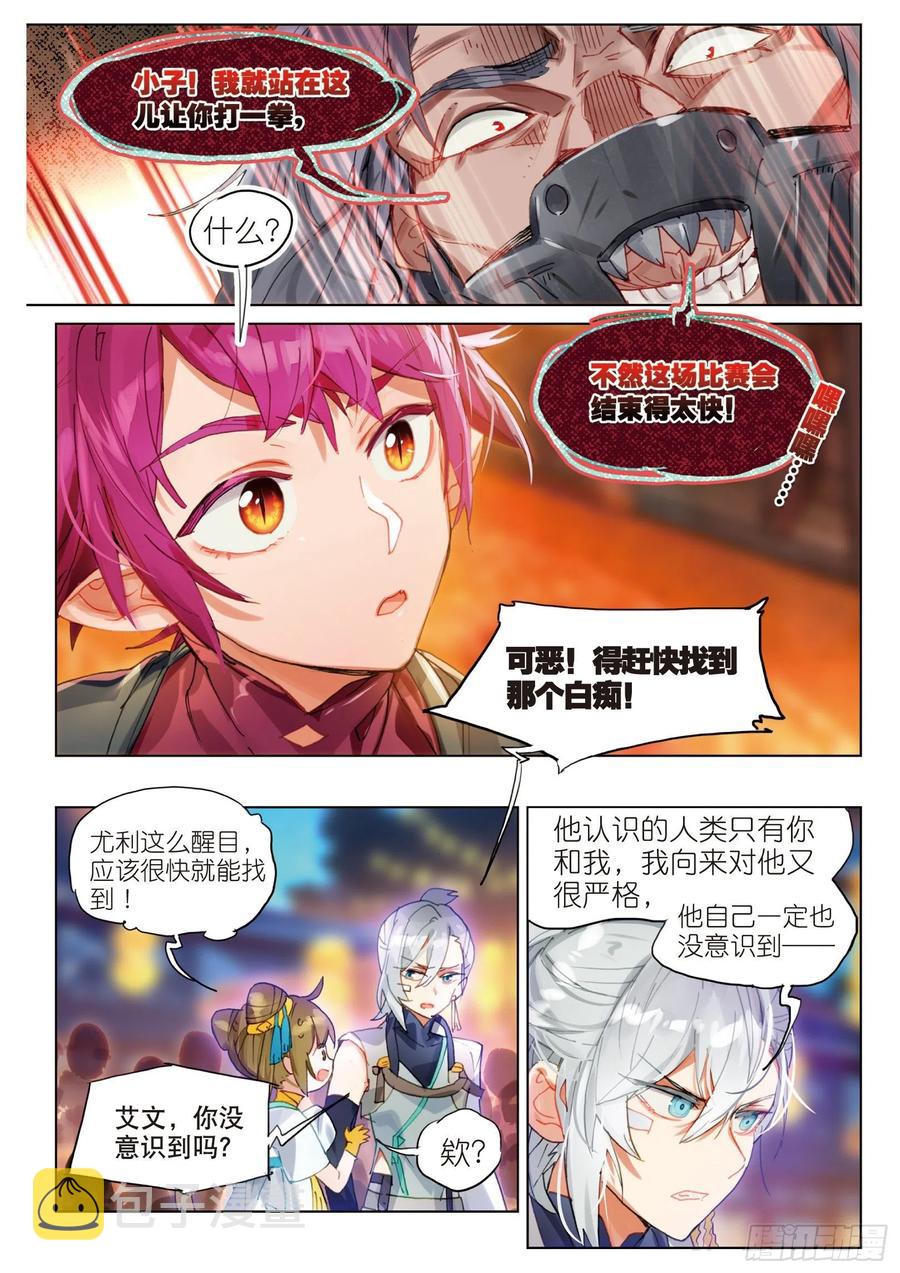 小子！我就站在这
儿让你打一拳，
什么？
不然这场比赛会
结束得太快！
嘿嘿嘿……
可恶！得赶快找到
那个白痴！
尤利这么醒目，
应该很快就能找
到！
艾文，你没
意识到吗？
欸？
他认识的人类只有你
和我，我向来对他又
很严格，
他自己一定也
没意识到——
包子漫画
腾讯动漫